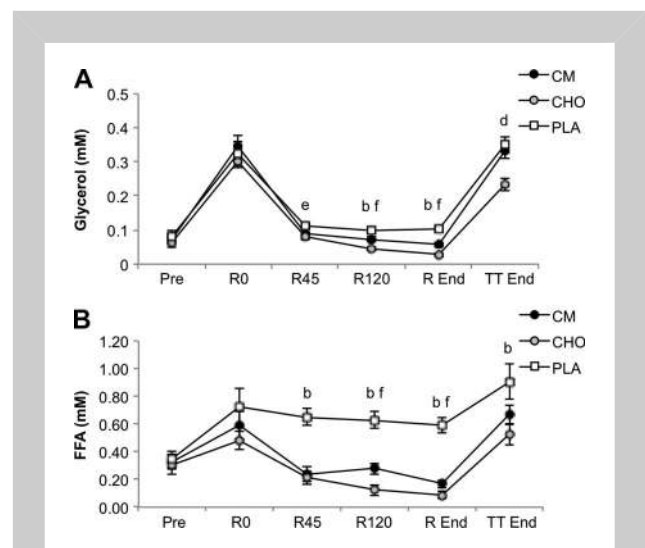 A
CM
CHO
PLA
Glycerol (mM)
0.5
0.4
0.3
0.2
0.1
0
e
b f
b f
d
Pre R0 R45 R120 R End TT End
B
CM
CHO
PLA
FFA (mM)
1.20
1.00
0.80
0.60
0.40
0.20
0.00
b
b f
b f
b
Pre R0 R45 R120 R End TT End